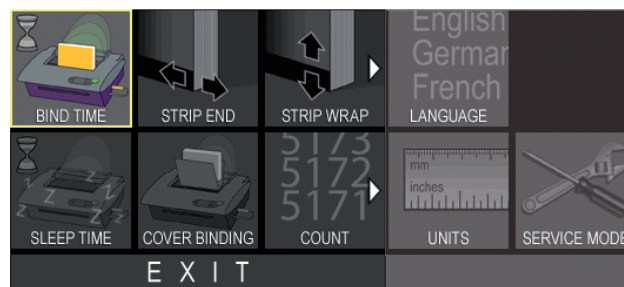 English
German
French
BIND TIME
STRIP END
STRIP WRAP
LANGUAGE
5173
5172
5171
mm
inches
Z Z Z Z Z Z
SLEEP TIME
COVER BINDING
COUNT
UNITS
SERVICE MODE
EXIT